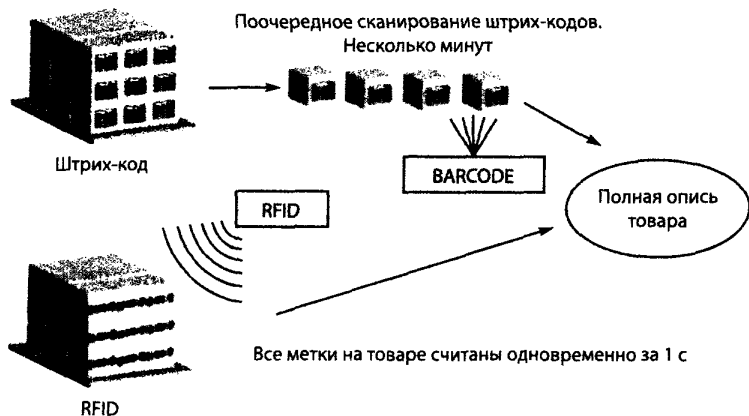 Поочередное сканирование штрих-кодов.
Несколько минут
Штрих-код
BARCODE
RFID
Полная опись
товара
Все метки на товаре считаны одновременно за 1 с
RFID